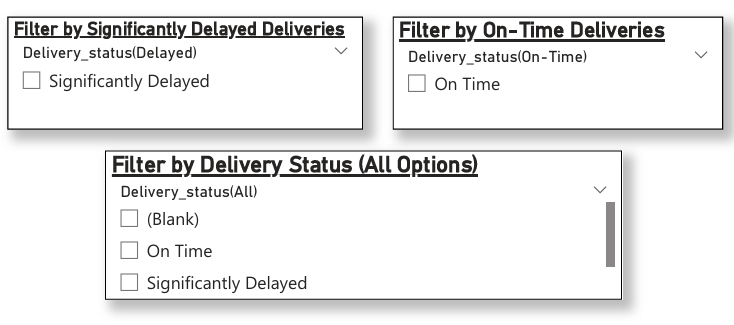 Filter by Significantly Delayed Deliveries
Delivery_status(Delayed)
Significantly Delayed
Filter by On-Time Deliveries
Delivery_status(On-Time)
On Time
Filter by Delivery Status (All Options)
Delivery_status(All)
(Blank)
On Time
Significantly Delayed